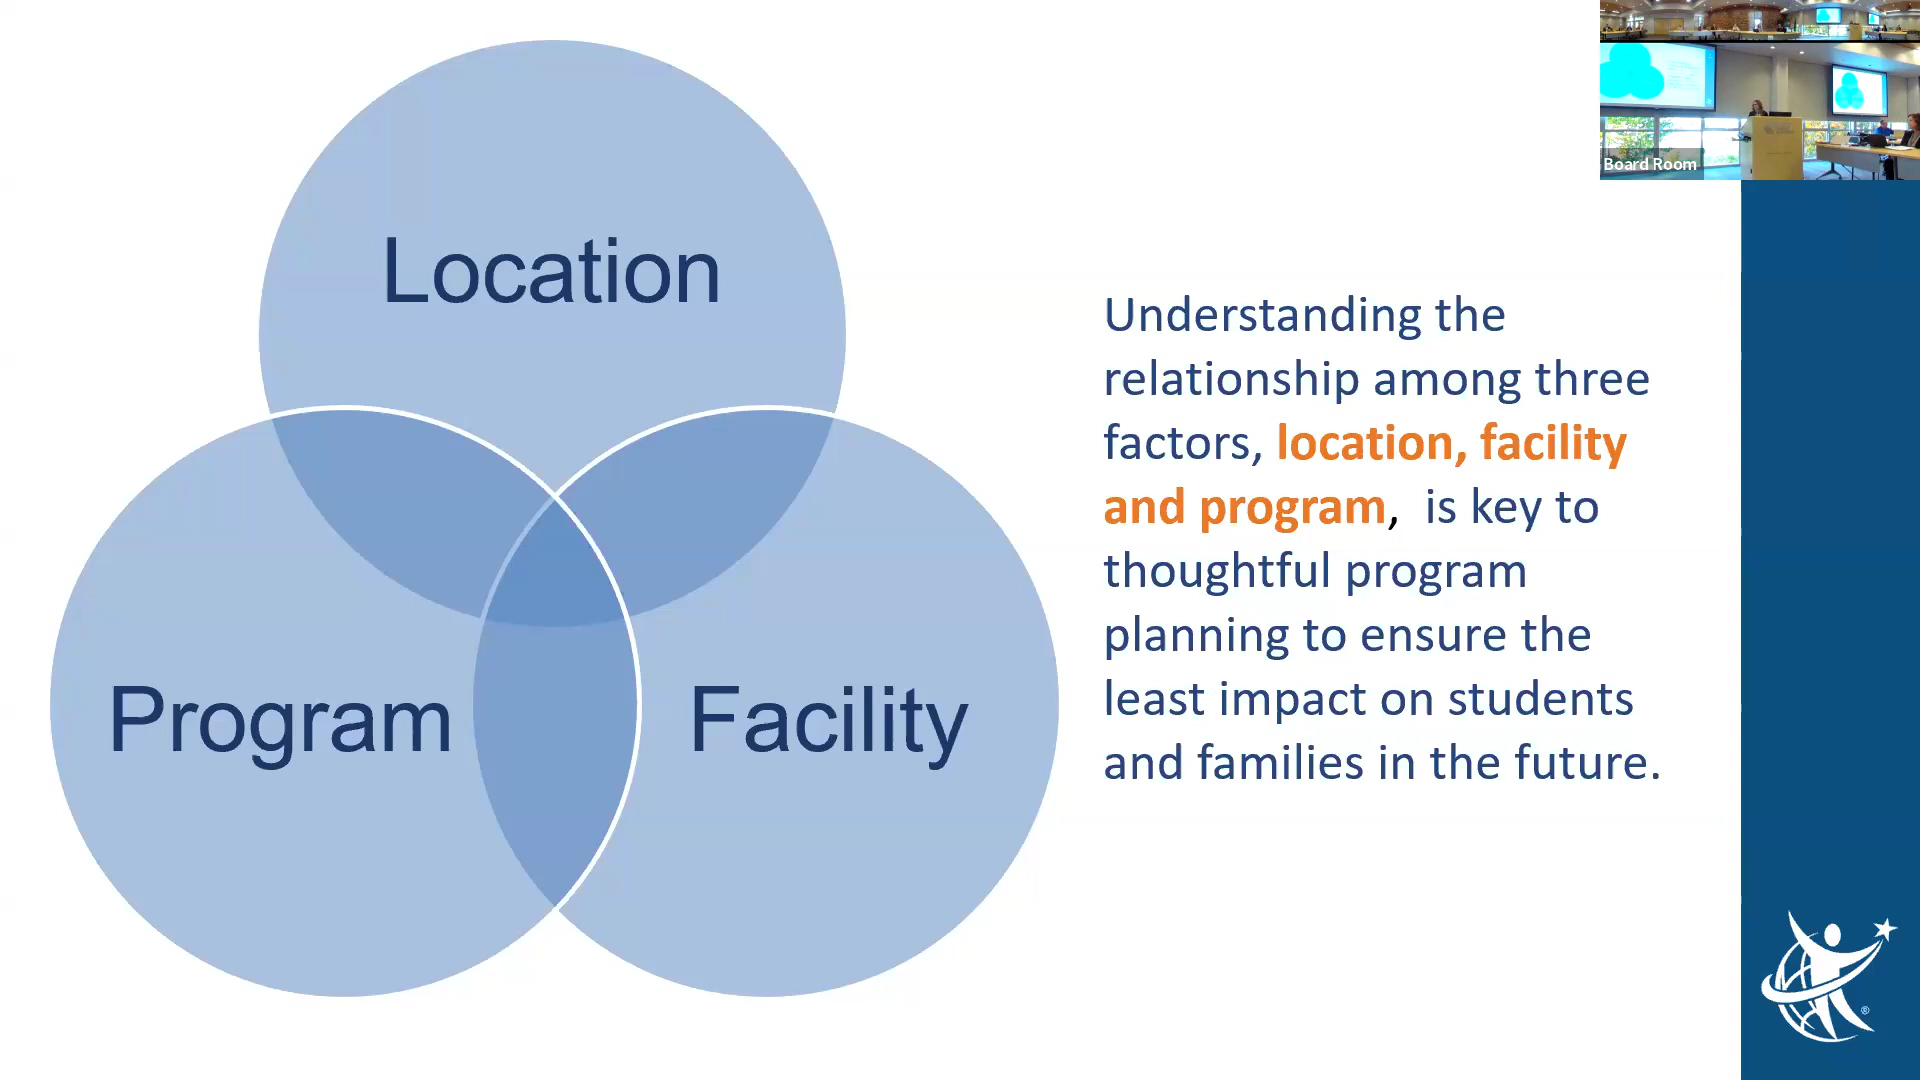 Location
Program
Facility
Understanding the
relationship among three
factors, location, facility
and program, is key to
thoughtful program
planning to ensure the
least impact on students
and families in the future.
Board Room
®